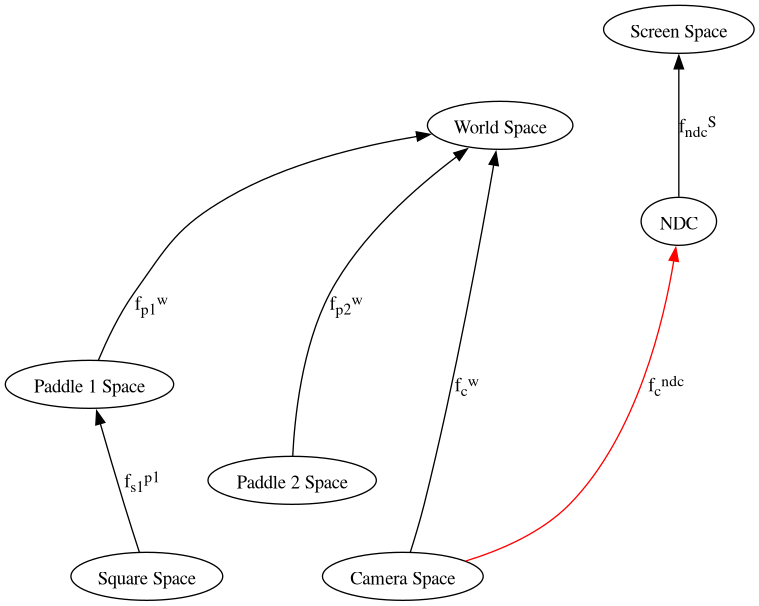 Screen Space
World Space
f_ndc^S
NDC
f_p1^w
f_p2^w
Paddle 1 Space
f_c^w
f_c^ndc
f_s1^p1
Paddle 2 Space
Square Space
Camera Space